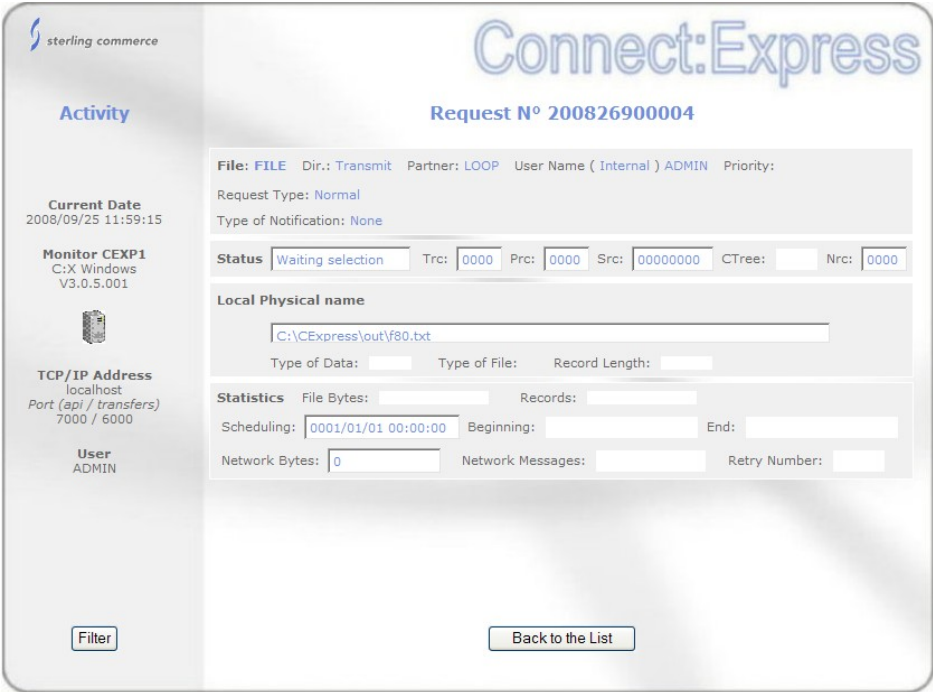 sterling commerce
Connect:Express
Activity
Request Nº 200826900004
File: FILE Dir.: Transmit Partner: LOOP User Name ( Internal ) ADMIN Priority:
Request Type: Normal
Type of Notification: None
Current Date
2008/09/25 11:59:15
Monitor CEXP1
C:X Windows
V3.0.5.001
TCP/IP Address
localhost
Port (api / transfers)
7000 / 6000
User
ADMIN
Status Waiting selection Trc: 0000 Prc: 0000 Src: 00000000 CTree: Nrc: 0000
Local Physical name
C:\CExpress\out\f80.txt
Type of Data: Type of File: Record Length:
Statistics File Bytes: Records:
Scheduling: 0001/01/01 00:00:00 Beginning: End:
Network Bytes: 0 Network Messages: Retry Number:
Filter
Back to the List